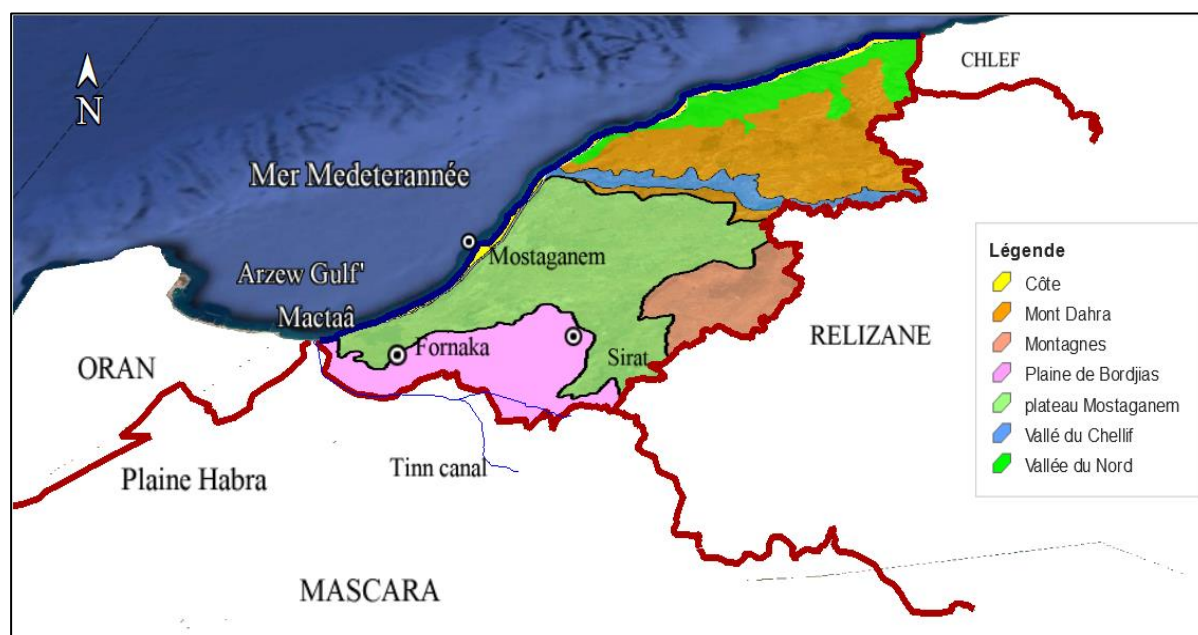 N
CHLEF
Mer Medeterannée
Mostaganem
Arzew Gulf'
Mactaâ
Fornaka
Sirat
ORAN
RELIZANE
Tinn canal
Plaine Habra
MASCARA
Légende
Côte
Mont Dahra
Montagnes
Plaine de Bordjias
plateau Mostaganem
Vallé du Chellif
Vallée du Nord